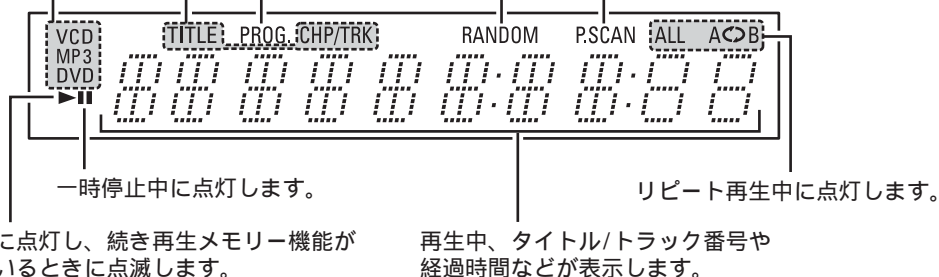 VCD TITLE PROG. CHP/TRK RANDOM P.SCAN ALL A B
MP3
DVD
一時停止中に点灯します。
リピート再生中に点灯します。
に点灯し、続き再生メモリー機能が
いるときに点滅します。
再生中、タイトル/トラック番号や
経過時間などが表示します。